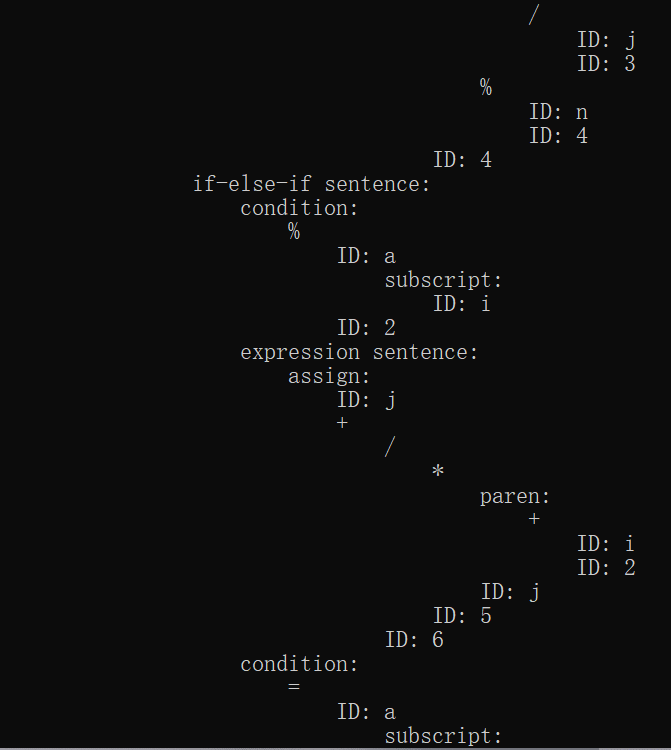 /
ID: j
ID: 3
%
ID: n
ID: 4
ID: 4
if-else-if sentence:
condition:
%
ID: a
subscript:
ID: i
ID: 2
expression sentence:
assign:
ID: j
+
/
*
paren:
+
ID: i
ID: 2
ID: j
ID: 5
ID: 6
condition:
=
ID: a
subscript: